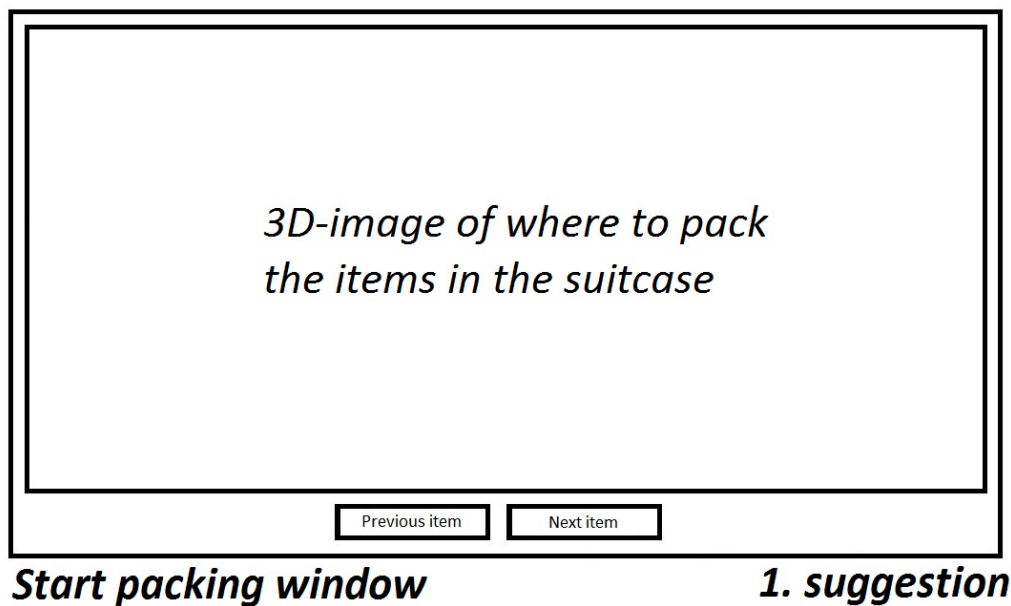 3D-image of where to pack
the items in the suitcase
Previous item
Next item
Start packing window
1. suggestion